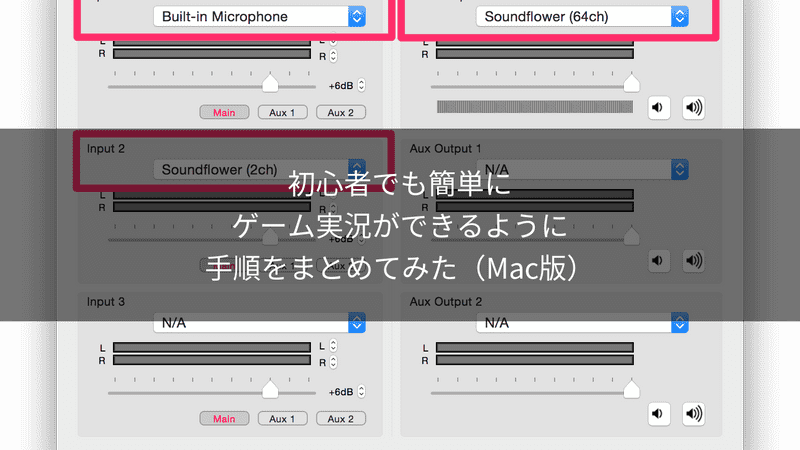 Built-in Microphone
Soundflower (64ch)
L
R
L
R
+6dB
Main
Aux 1
Aux 2
L
R
Input 2
Soundflower (2ch)
Aux Output 1
N/A
初心者でも簡単に
ゲーム実況ができるように
手順をまとめてみた（Mac版）
L
R
L
R
+6dB
Main
L
R
Input 3
N/A
Aux Output 2
N/A
L
R
L
R
+6dB
Main
Aux 1
Aux 2
L
R